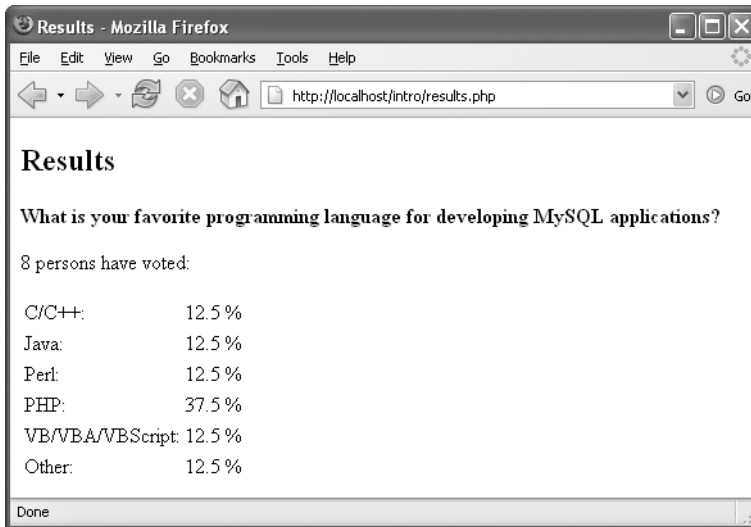 Results - Mozilla Firefox
File Edit View Go Bookmarks Tools Help
http://localhost/intro/results.php Go
Results
What is your favorite programming language for developing MySQL applications?
8 persons have voted:
C/C++: 12.5 %
Java: 12.5 %
Perl: 12.5 %
PHP: 37.5 %
VB/VBA/VBScript: 12.5 %
Other: 12.5 %
Done